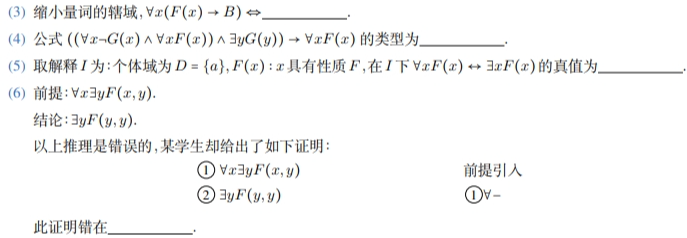 (3) 缩小量词的辖域,∀x(F(x) → B) ⇔____________.
(4) 公式 ((∀x¬G(x) ∧ ∀xF(x)) ∧ ∃yG(y)) → ∀xF(x) 的类型为____________.
(5) 取解释 I 为:个体域为 D = {a}, F(x) : x 具有性质 F,在 I 下 ∀xF(x) ↔ ∃xF(x) 的真值为____________.
(6) 前提:∀x∃yF(x, y).
结论:∃yF(y, y).
以上推理是错误的,某学生却给出了如下证明:
① ∀x∃yF(x, y) 前提引入
② ∃yF(y, y) ①∀−
此证明错在____________.